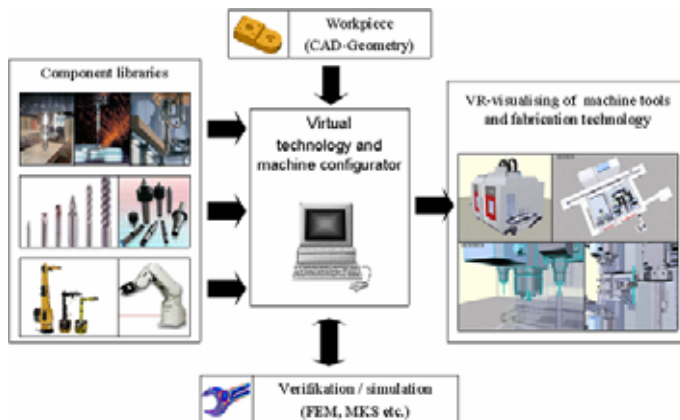 Workpiece
(CAD-Geometry)
Component libraries
Virtual
technology and
machine configurator
VR-visualising of machine tools
and fabrication technology
Verifikation / simulation
(FEM, MKS etc.)